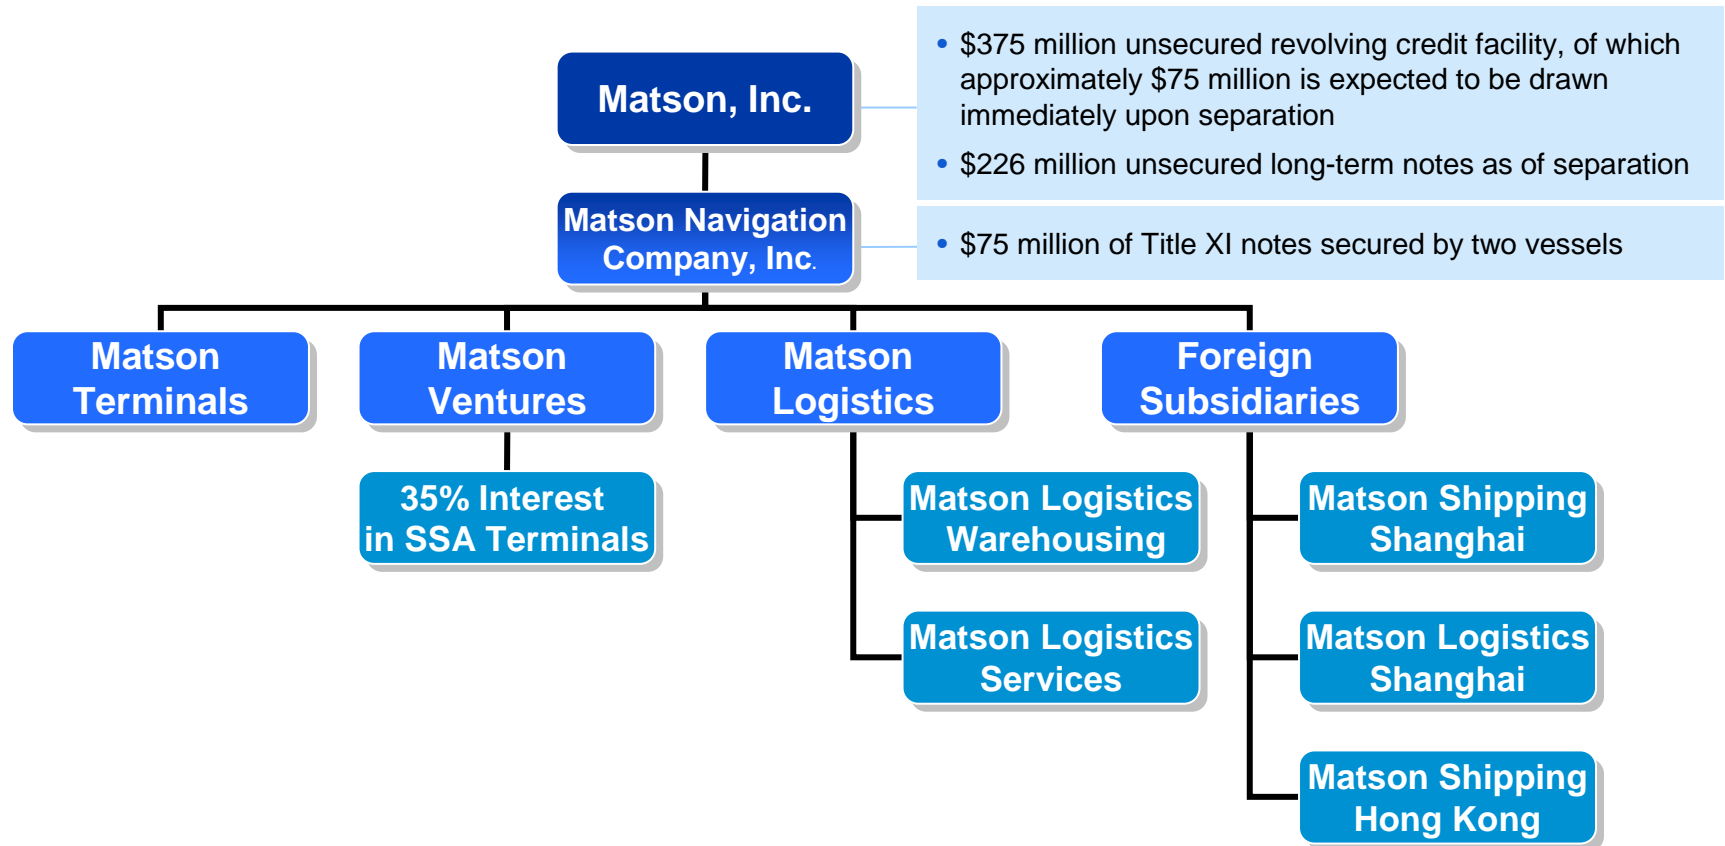 Matson, Inc.
• $375 million unsecured revolving credit facility, of which
approximately $75 million is expected to be drawn
immediately upon separation
• $226 million unsecured long-term notes as of separation
Matson Navigation
Company, Inc.
• $75 million of Title XI notes secured by two vessels
Matson
Terminals
Matson
Ventures
Matson
Logistics
Foreign
Subsidiaries
35% Interest
in SSA Terminals
Matson Logistics
Warehousing
Matson Shipping
Shanghai
Matson Logistics
Services
Matson Logistics
Shanghai
Matson Shipping
Hong Kong